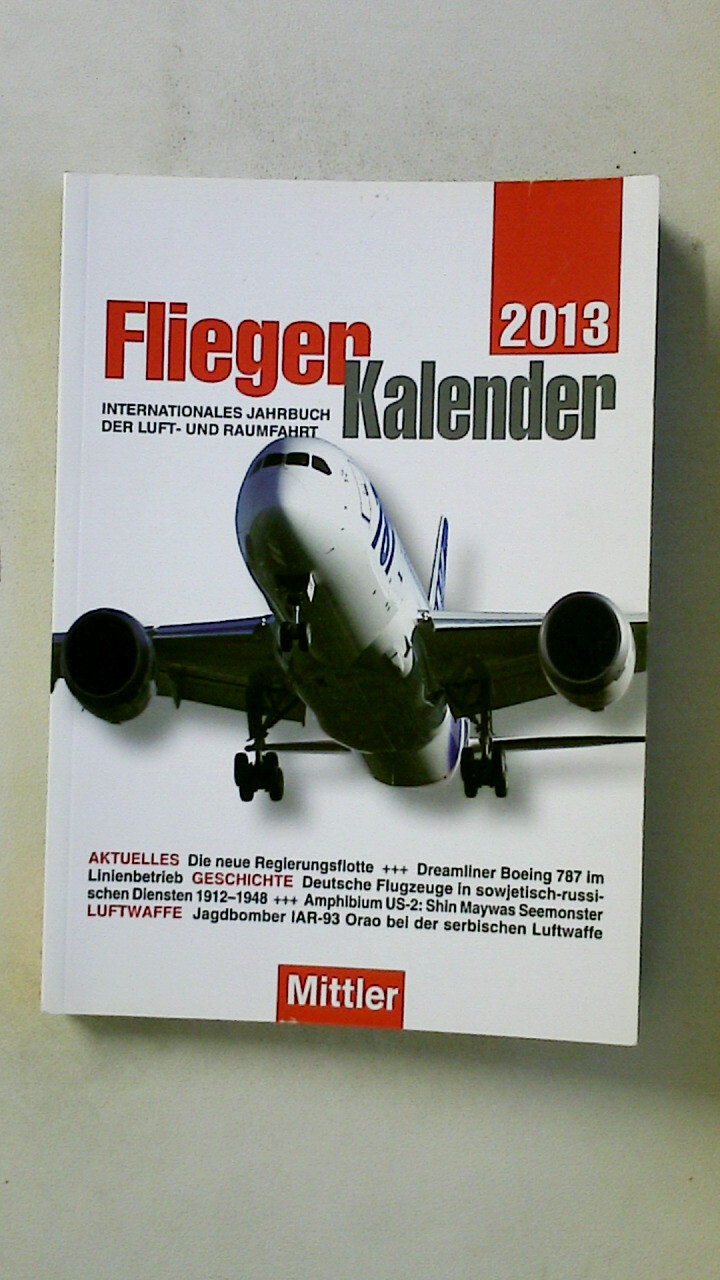 2013
Flieger
Kalender
INTERNATIONALES JAHRBUCH
DER LUFT- UND RAUMFAHRT
AKTUELLES Die neue Regierungsflotte +++ Dreamliner Boeing 787 im
Linienbetrieb GESCHICHTE Deutsche Flugzeuge in sowjetisch-russi-
schen Diensten 1912–1948 +++ Amphibium US-2: Shin Maywas Seemonster
LUFTWAFFE Jagdbomber IAR-93 Orao bei der serbischen Luftwaffe
Mittler